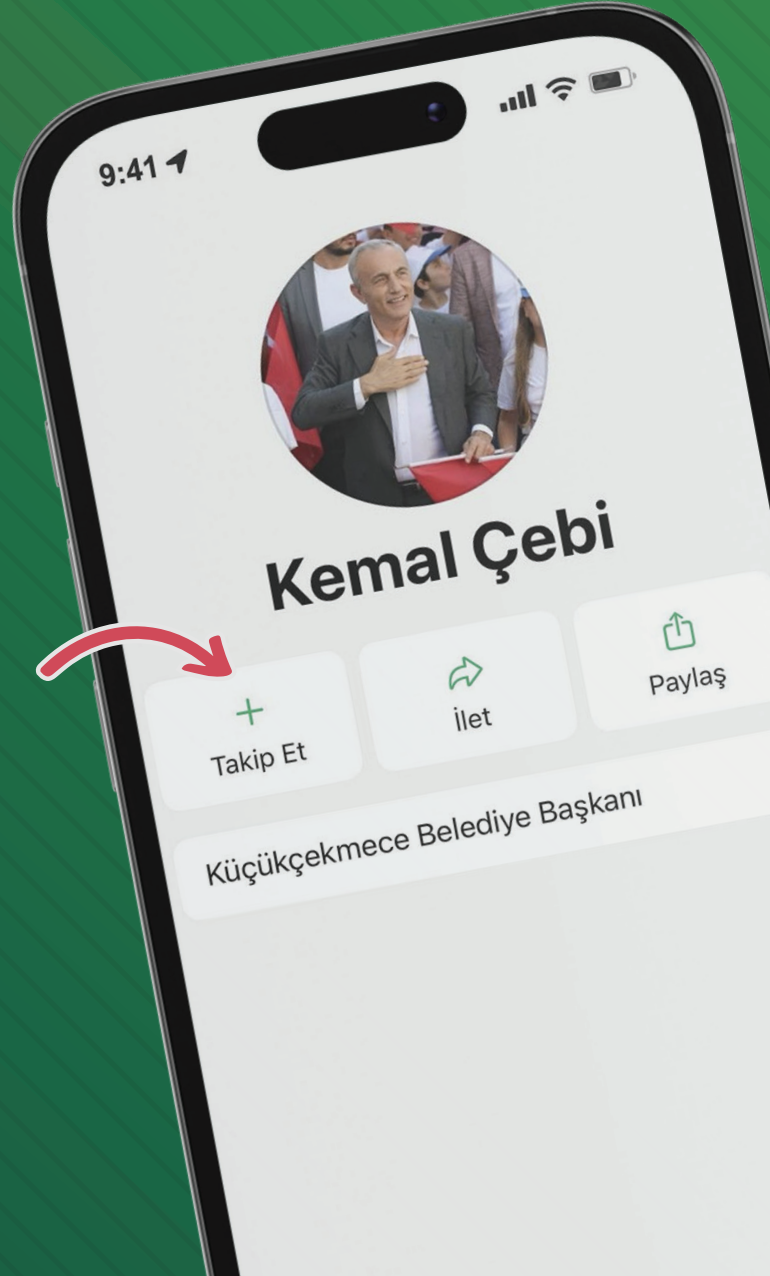 9:41
Kemal Çebi
Takip Et
İlet
Paylaş
Küçükçekmece Belediye Başkanı